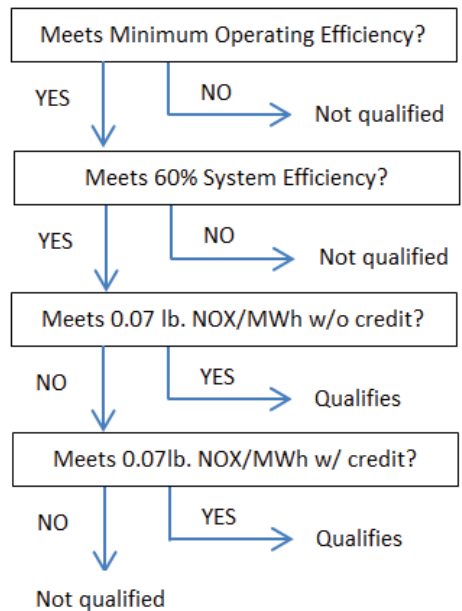 Meets Minimum Operating Efficiency?
YES
NO
Not qualified
Meets 60% System Efficiency?
YES
NO
Not qualified
Meets 0.07 lb. NOX/MWh w/o credit?
NO
YES
Qualifies
Meets 0.07lb. NOX/MWh w/ credit?
NO
YES
Qualifies
Not qualified